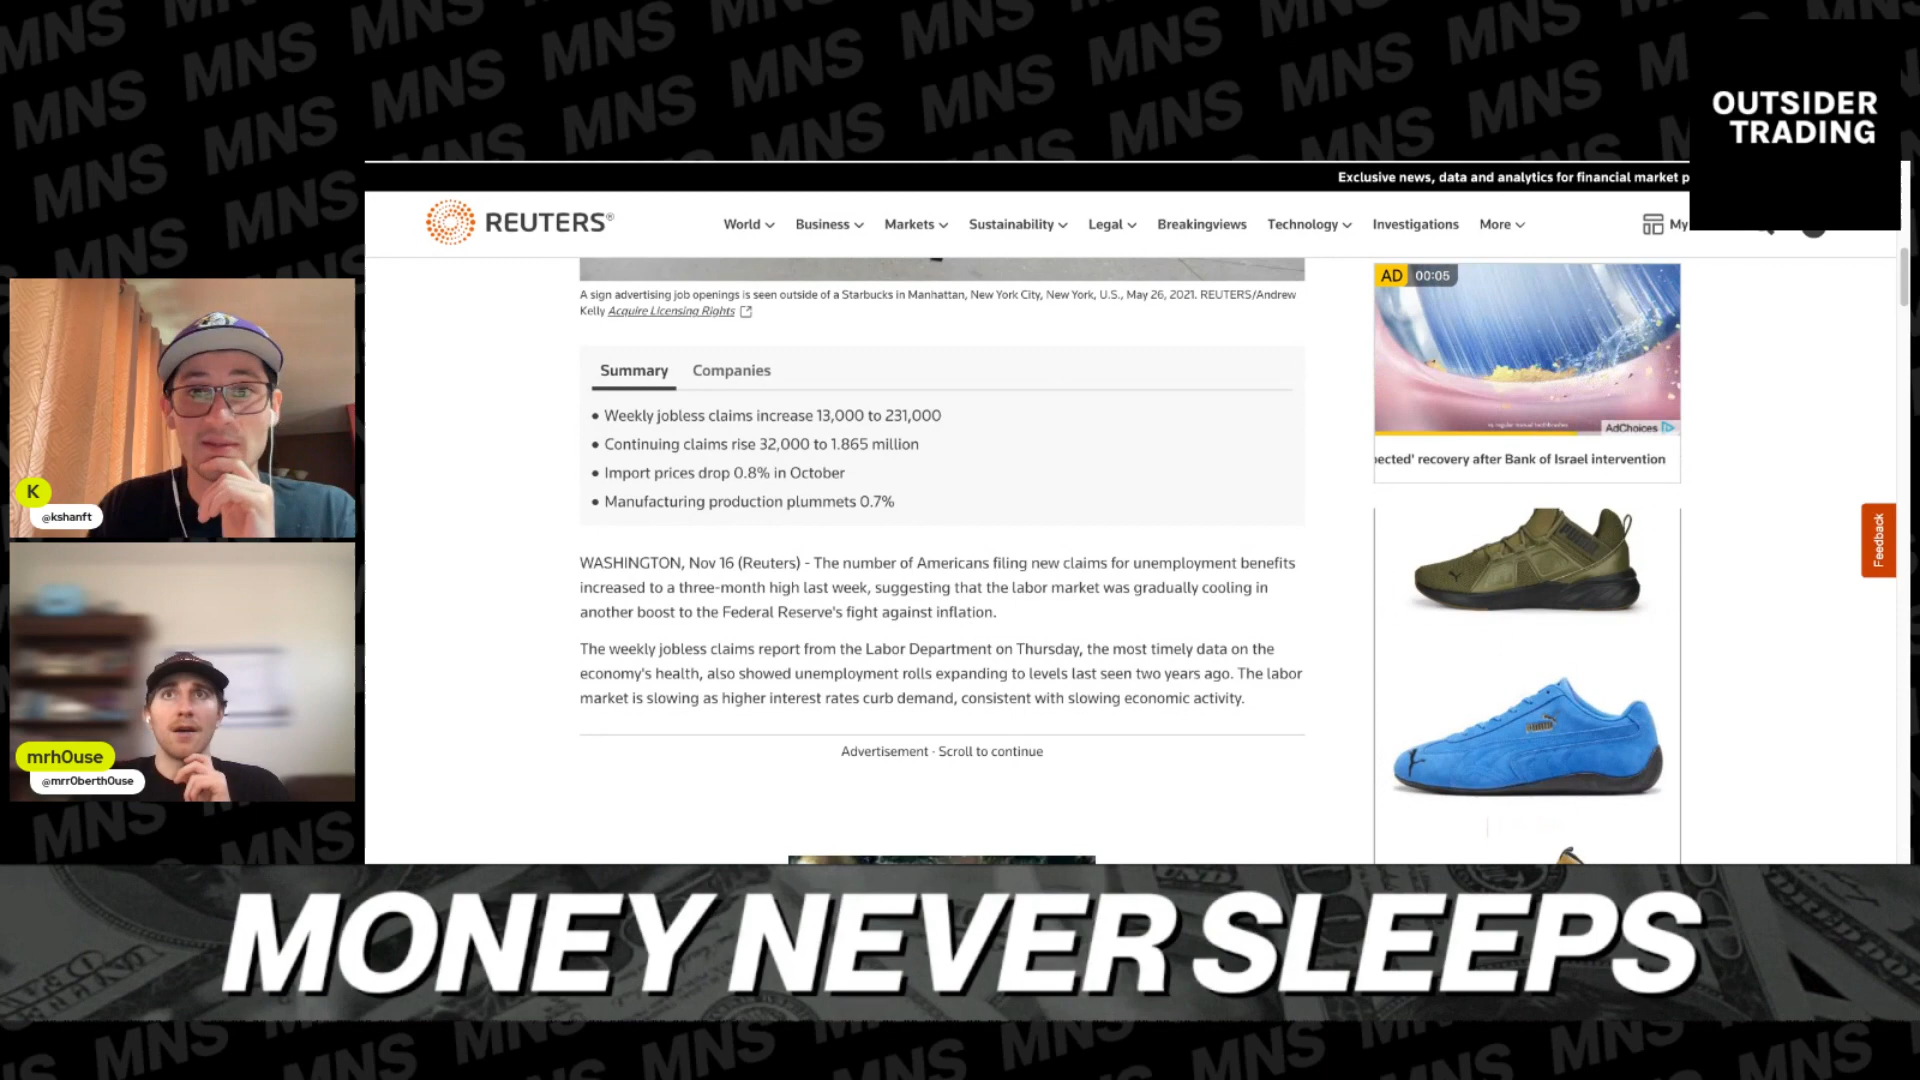 OUTSIDER
TRADING
Exclusive news, data and analytics for financial market p
REUTERS®
World
Business
Markets
Sustainability
Legal
Breakingviews
Technology
Investigations
More
My
A sign advertising job openings is seen outside of a Starbucks in Manhattan, New York City, New York, U.S., May 26, 2021. REUTERS/Andrew
Kelly Acquire Licensing Rights
Summary
Companies
• Weekly jobless claims increase 13,000 to 231,000
• Continuing claims rise 32,000 to 1.865 million
• Import prices drop 0.8% in October
• Manufacturing production plummets 0.7%
WASHINGTON, Nov 16 (Reuters) - The number of Americans filing new claims for unemployment benefits
increased to a three-month high last week, suggesting that the labor market was gradually cooling in
another boost to the Federal Reserve's fight against inflation.
The weekly jobless claims report from the Labor Department on Thursday, the most timely data on the
economy's health, also showed unemployment rolls expanding to levels last seen two years ago. The labor
market is slowing as higher interest rates curb demand, consistent with slowing economic activity.
Advertisement · Scroll to continue
AD 00:05
AdChoices
ected' recovery after Bank of Israel intervention
PUMA
Feedback
K
@kshanft
mrh0use
@mrr0berth0use
MONEY NEVER SLEEPS
MNS